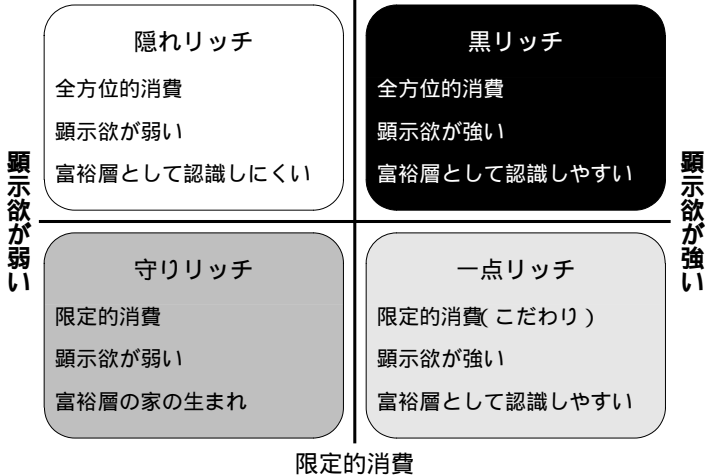 隠れリッチ
全方位的消費
顕示欲が弱い
富裕層として認識しにくい
黒リッチ
全方位的消費
顕示欲が強い
富裕層として認識しやすい
顕示欲が弱い
顕示欲が強い
守りリッチ
限定的消費
顕示欲が弱い
富裕層の家の生まれ
一点リッチ
限定的消費(こだわり)
顕示欲が強い
富裕層として認識しやすい
限定的消費